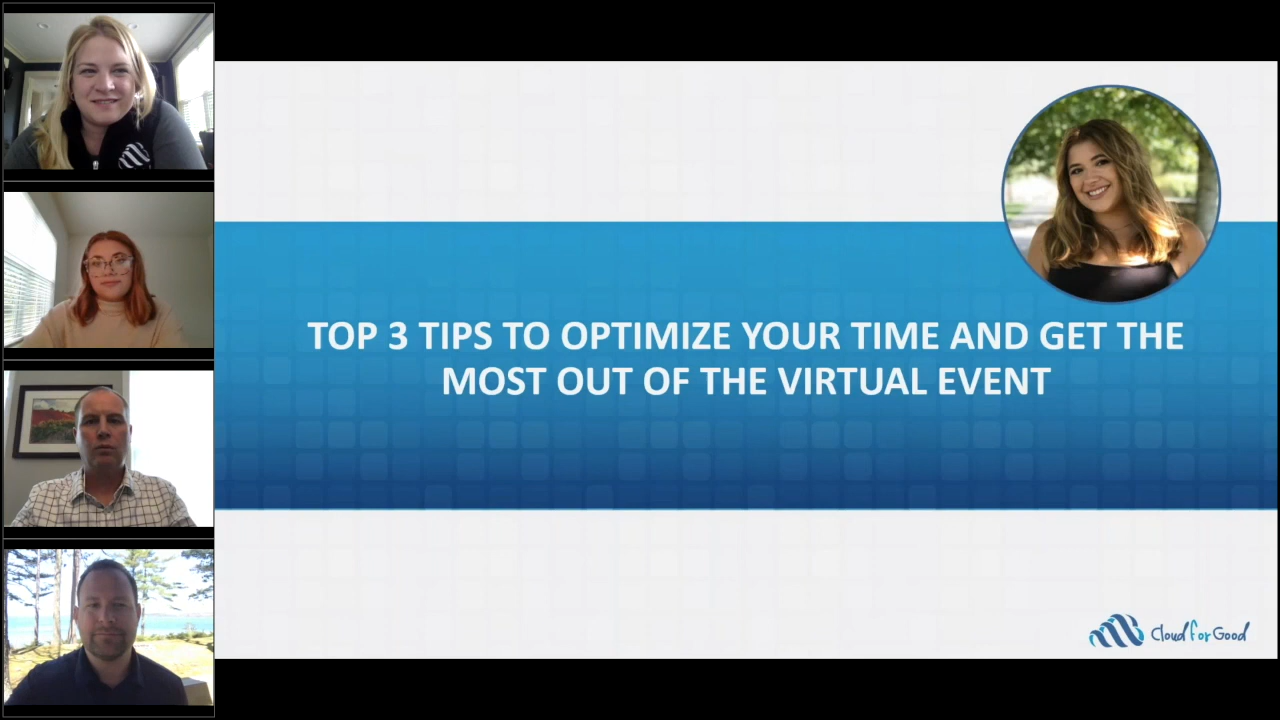 TOP 3 TIPS TO OPTIMIZE YOUR TIME AND GET THE
MOST OUT OF THE VIRTUAL EVENT
Cloud for Good